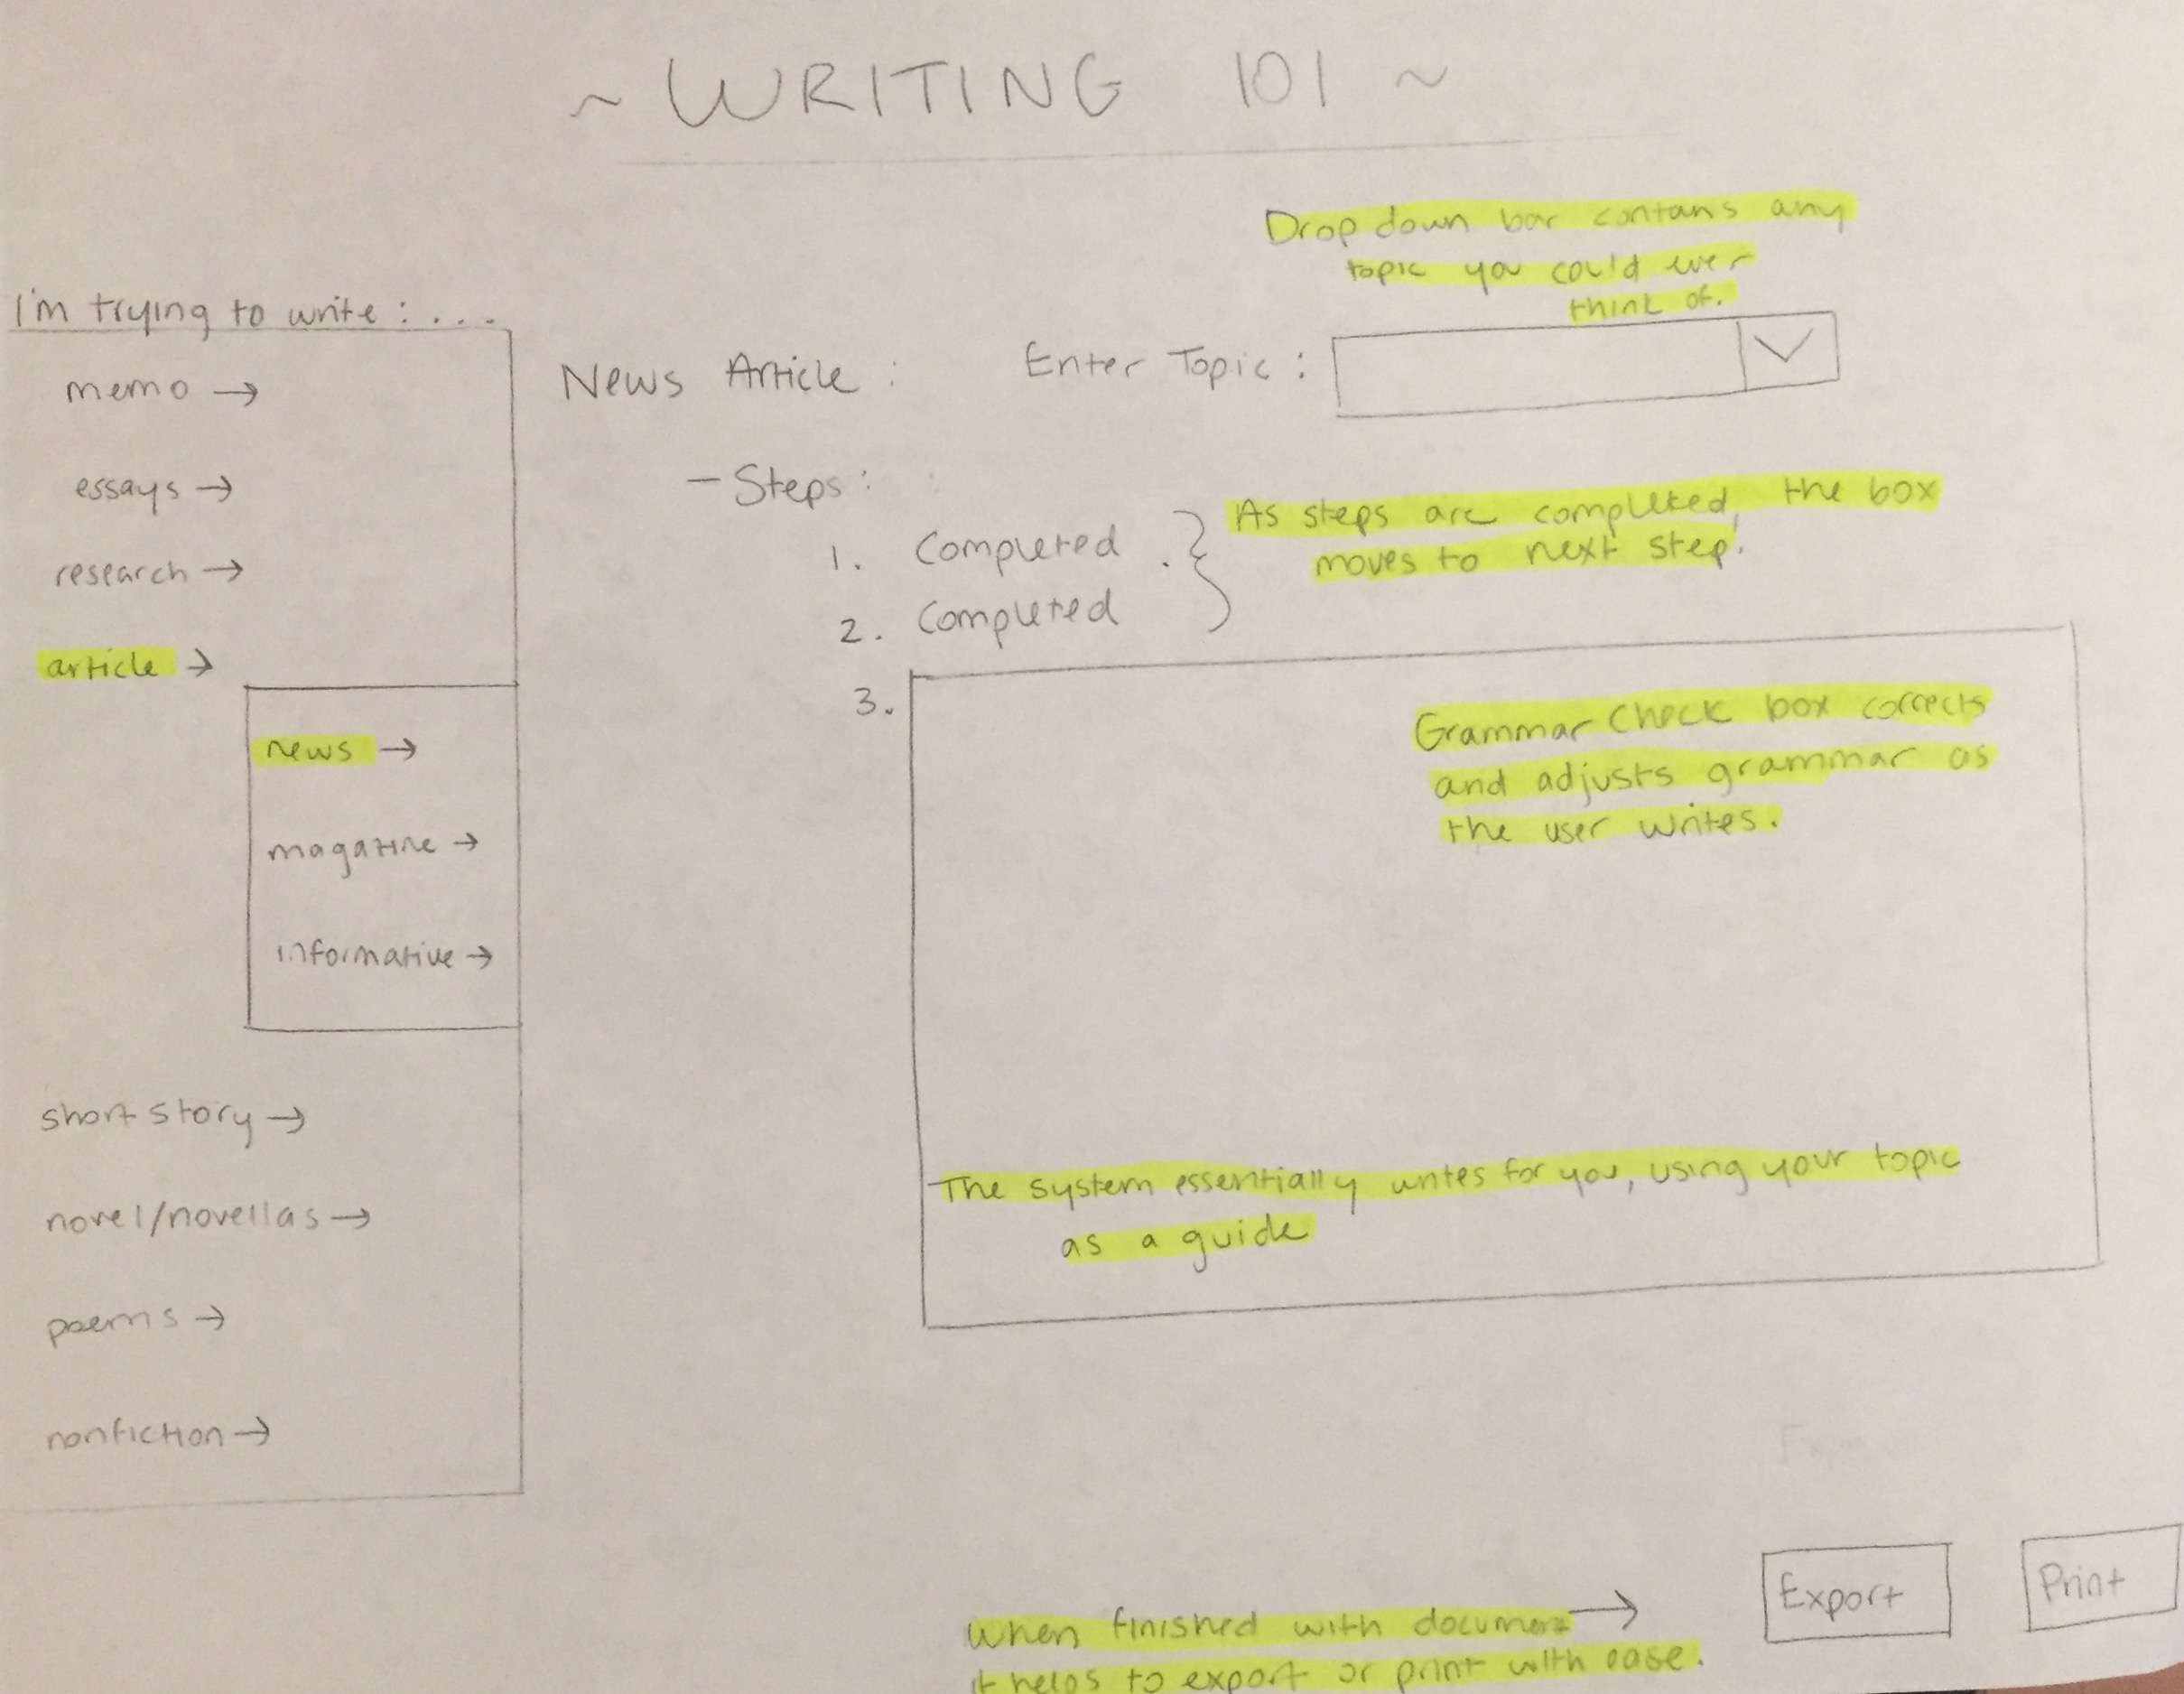 ~ WRITING 101 ~
Drop down bar contans any
topic you could ever
think of.
I'm trying to write : ...
memo →
essays →
research →
article →
news →
magazine →
informative →
short story →
novel/novellas →
poems →
nonfiction →
News Article :
Enter Topic :
- Steps :
1. Completed
2. Completed
As steps are completed, the box
moves to next step.
3.
Grammar Check box corrects
and adjusts grammar as
the user writes.
The system essentially writes for you, using your topic
as a guide
When finished with document →
it helps to export or print with ease.
Export
Print